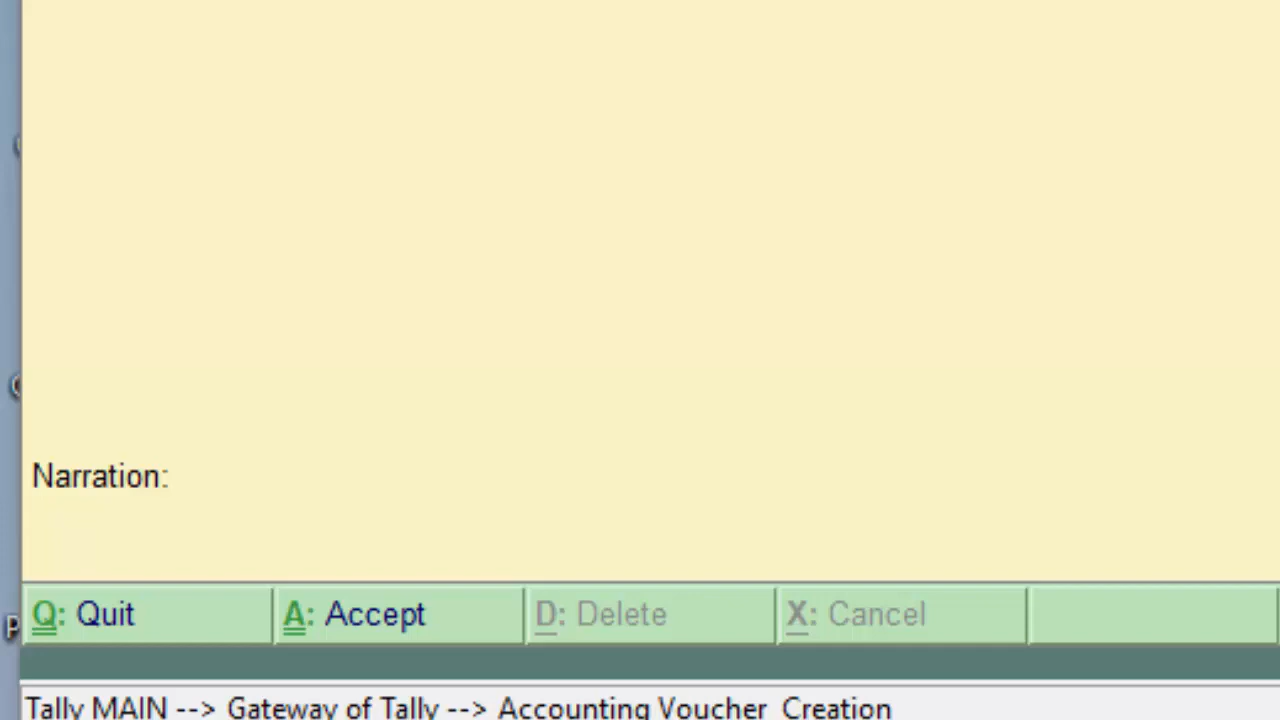 Narration:
Q: Quit A: Accept D: Delete X: Cancel
Tally MAIN --> Gateway of Tally --> Accounting Voucher Creation